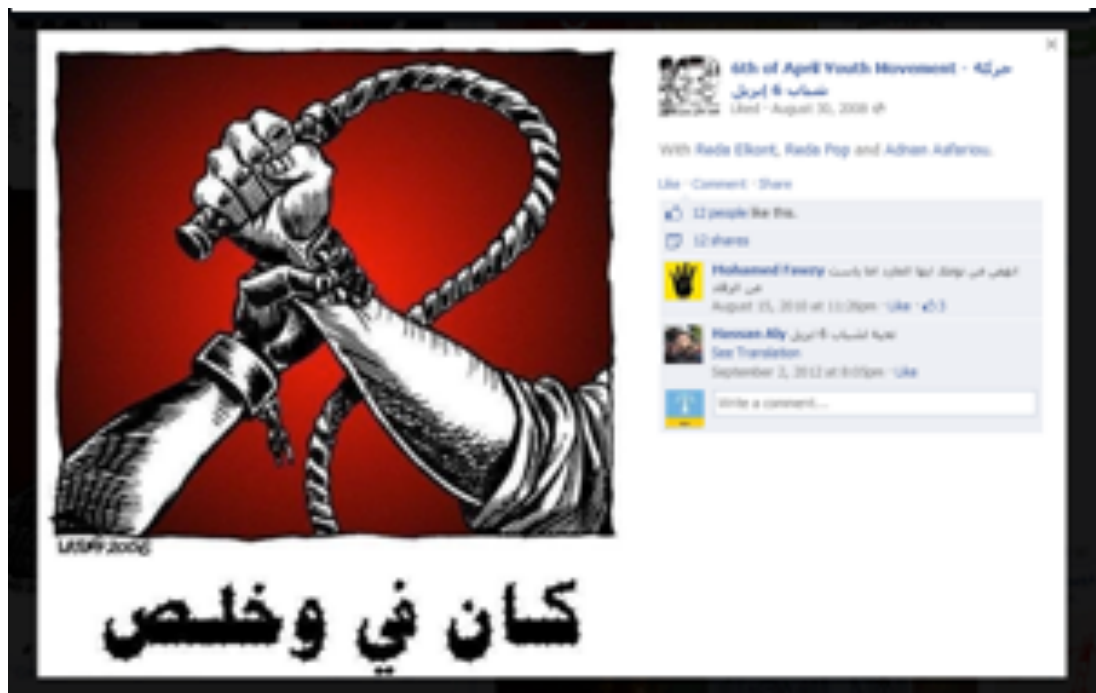 LATUFF 2006
كان في وخلص
6th of April Youth Movement - حركة
شباب 6 إبريل
Liked · August 30, 2008
With Reda Elkont, Reda Pop and Adnan Asferiou.
Like · Comment · Share
12 people like this.
12 shares
Mohamed Fawzy
August 15, 2010 at 11:26pm · Like · 3
Hassan Aly تحية لشباب 6 ابريل
See Translation
September 2, 2012 at 8:05pm · Like
Write a comment...